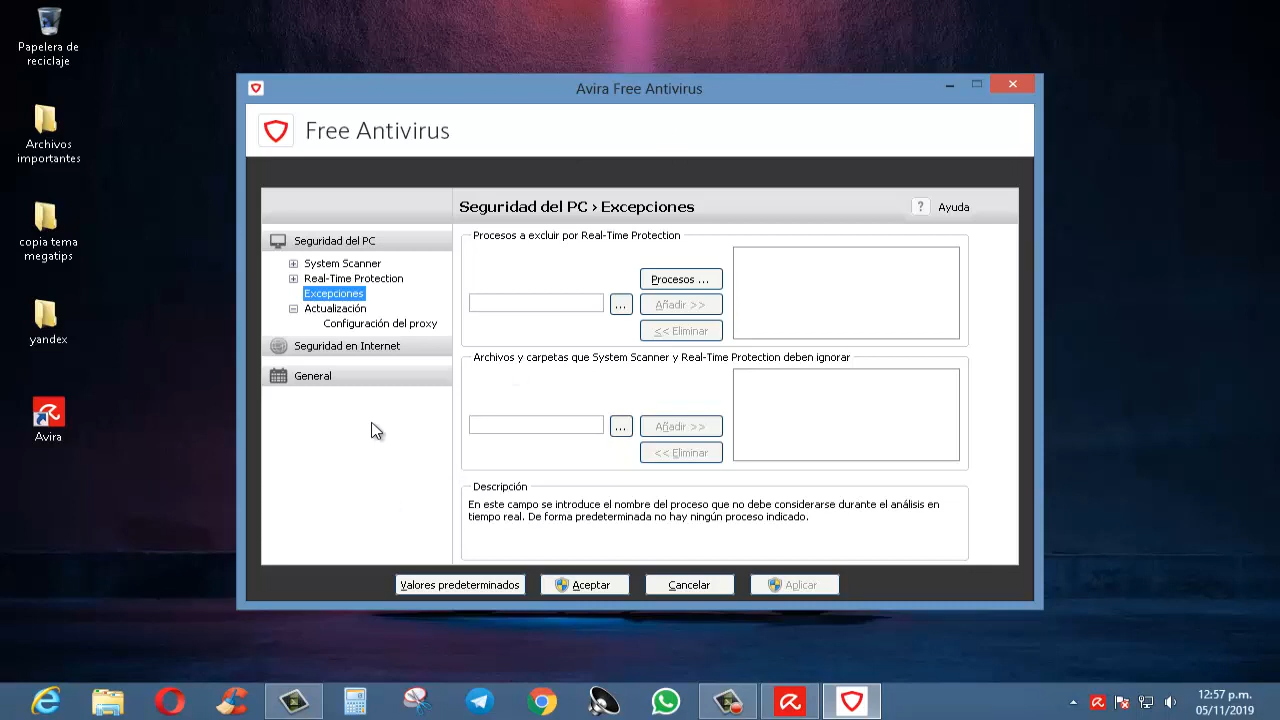 Papelera de
reciclaje
Archivos
importantes
copia tema
megatips
yandex
Avira
Avira Free Antivirus
Free Antivirus
Seguridad del PC › Excepciones
? Ayuda
Seguridad del PC
System Scanner
Real-Time Protection
Excepciones
Actualización
Configuración del proxy
Seguridad en Internet
General
Procesos a excluir por Real-Time Protection
Procesos ...
...
Añadir >>
<< Eliminar
Archivos y carpetas que System Scanner y Real-Time Protection deben ignorar
...
Añadir >>
<< Eliminar
Descripción
En este campo se introduce el nombre del proceso que no debe considerarse durante el análisis en
tiempo real. De forma predeterminada no hay ningún proceso indicado.
Valores predeterminados
Aceptar
Cancelar
Aplicar
12:57 p.m.
05/11/2019